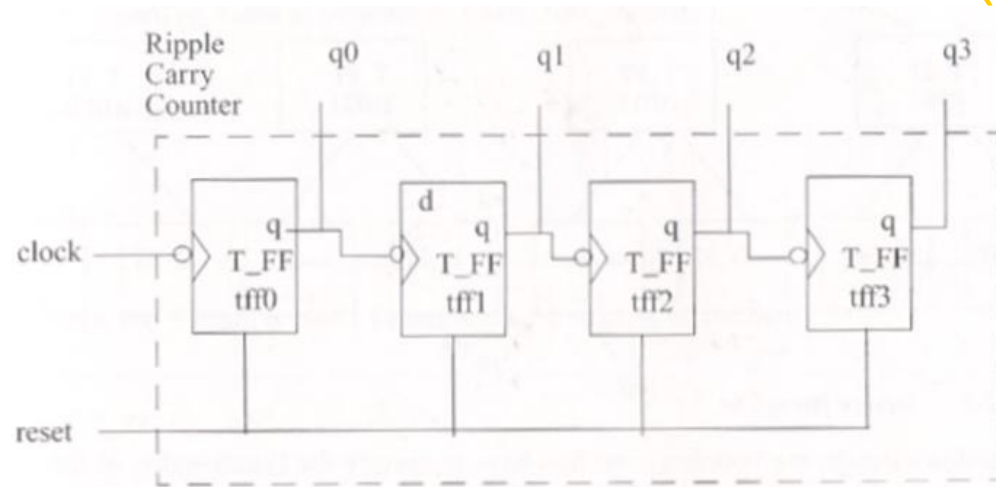 Ripple
Carry
Counter
q0
q1
q2
q3
d
q
q
q
q
clock
T_FF
T_FF
T_FF
T_FF
tff0
tff1
tff2
tff3
reset